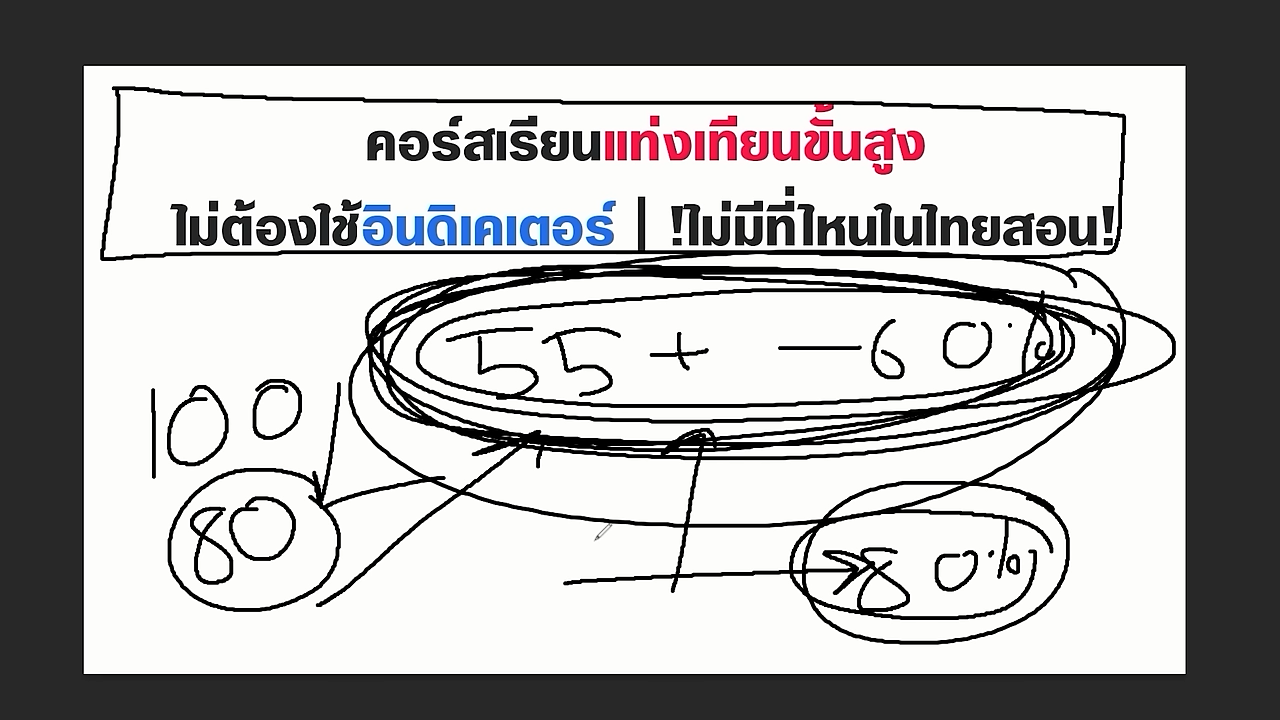 คอร์สเรียนแท่งเทียนขั้นสูง
ไม่ต้องใช้อินดิเคเตอร์ | !ไม่มีที่ไหนในไทยสอน!
55 + — 60%
100
80
80%